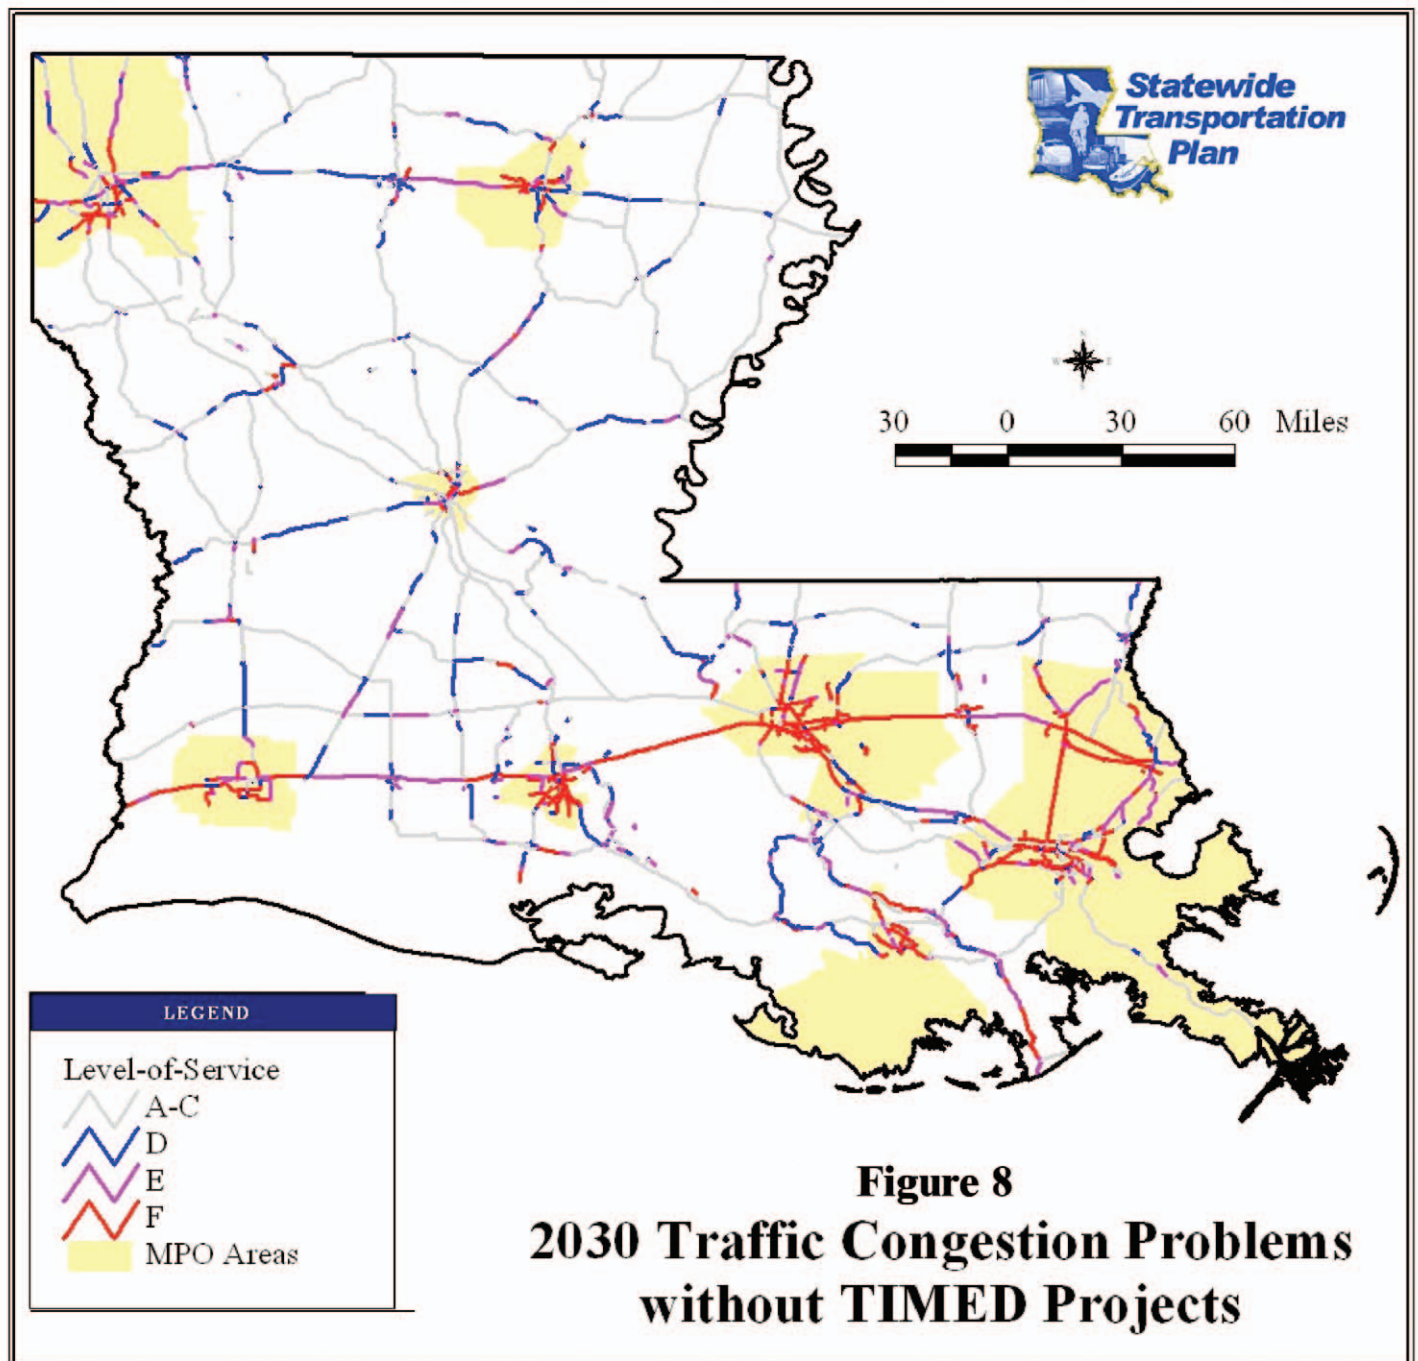 Statewide
Transportation
Plan
N
W E
30 0 30 60 Miles
LEGEND
Level-of-Service
A-C
D
E
F
MPO Areas
Figure 8
2030 Traffic Congestion Problems
without TIMED Projects